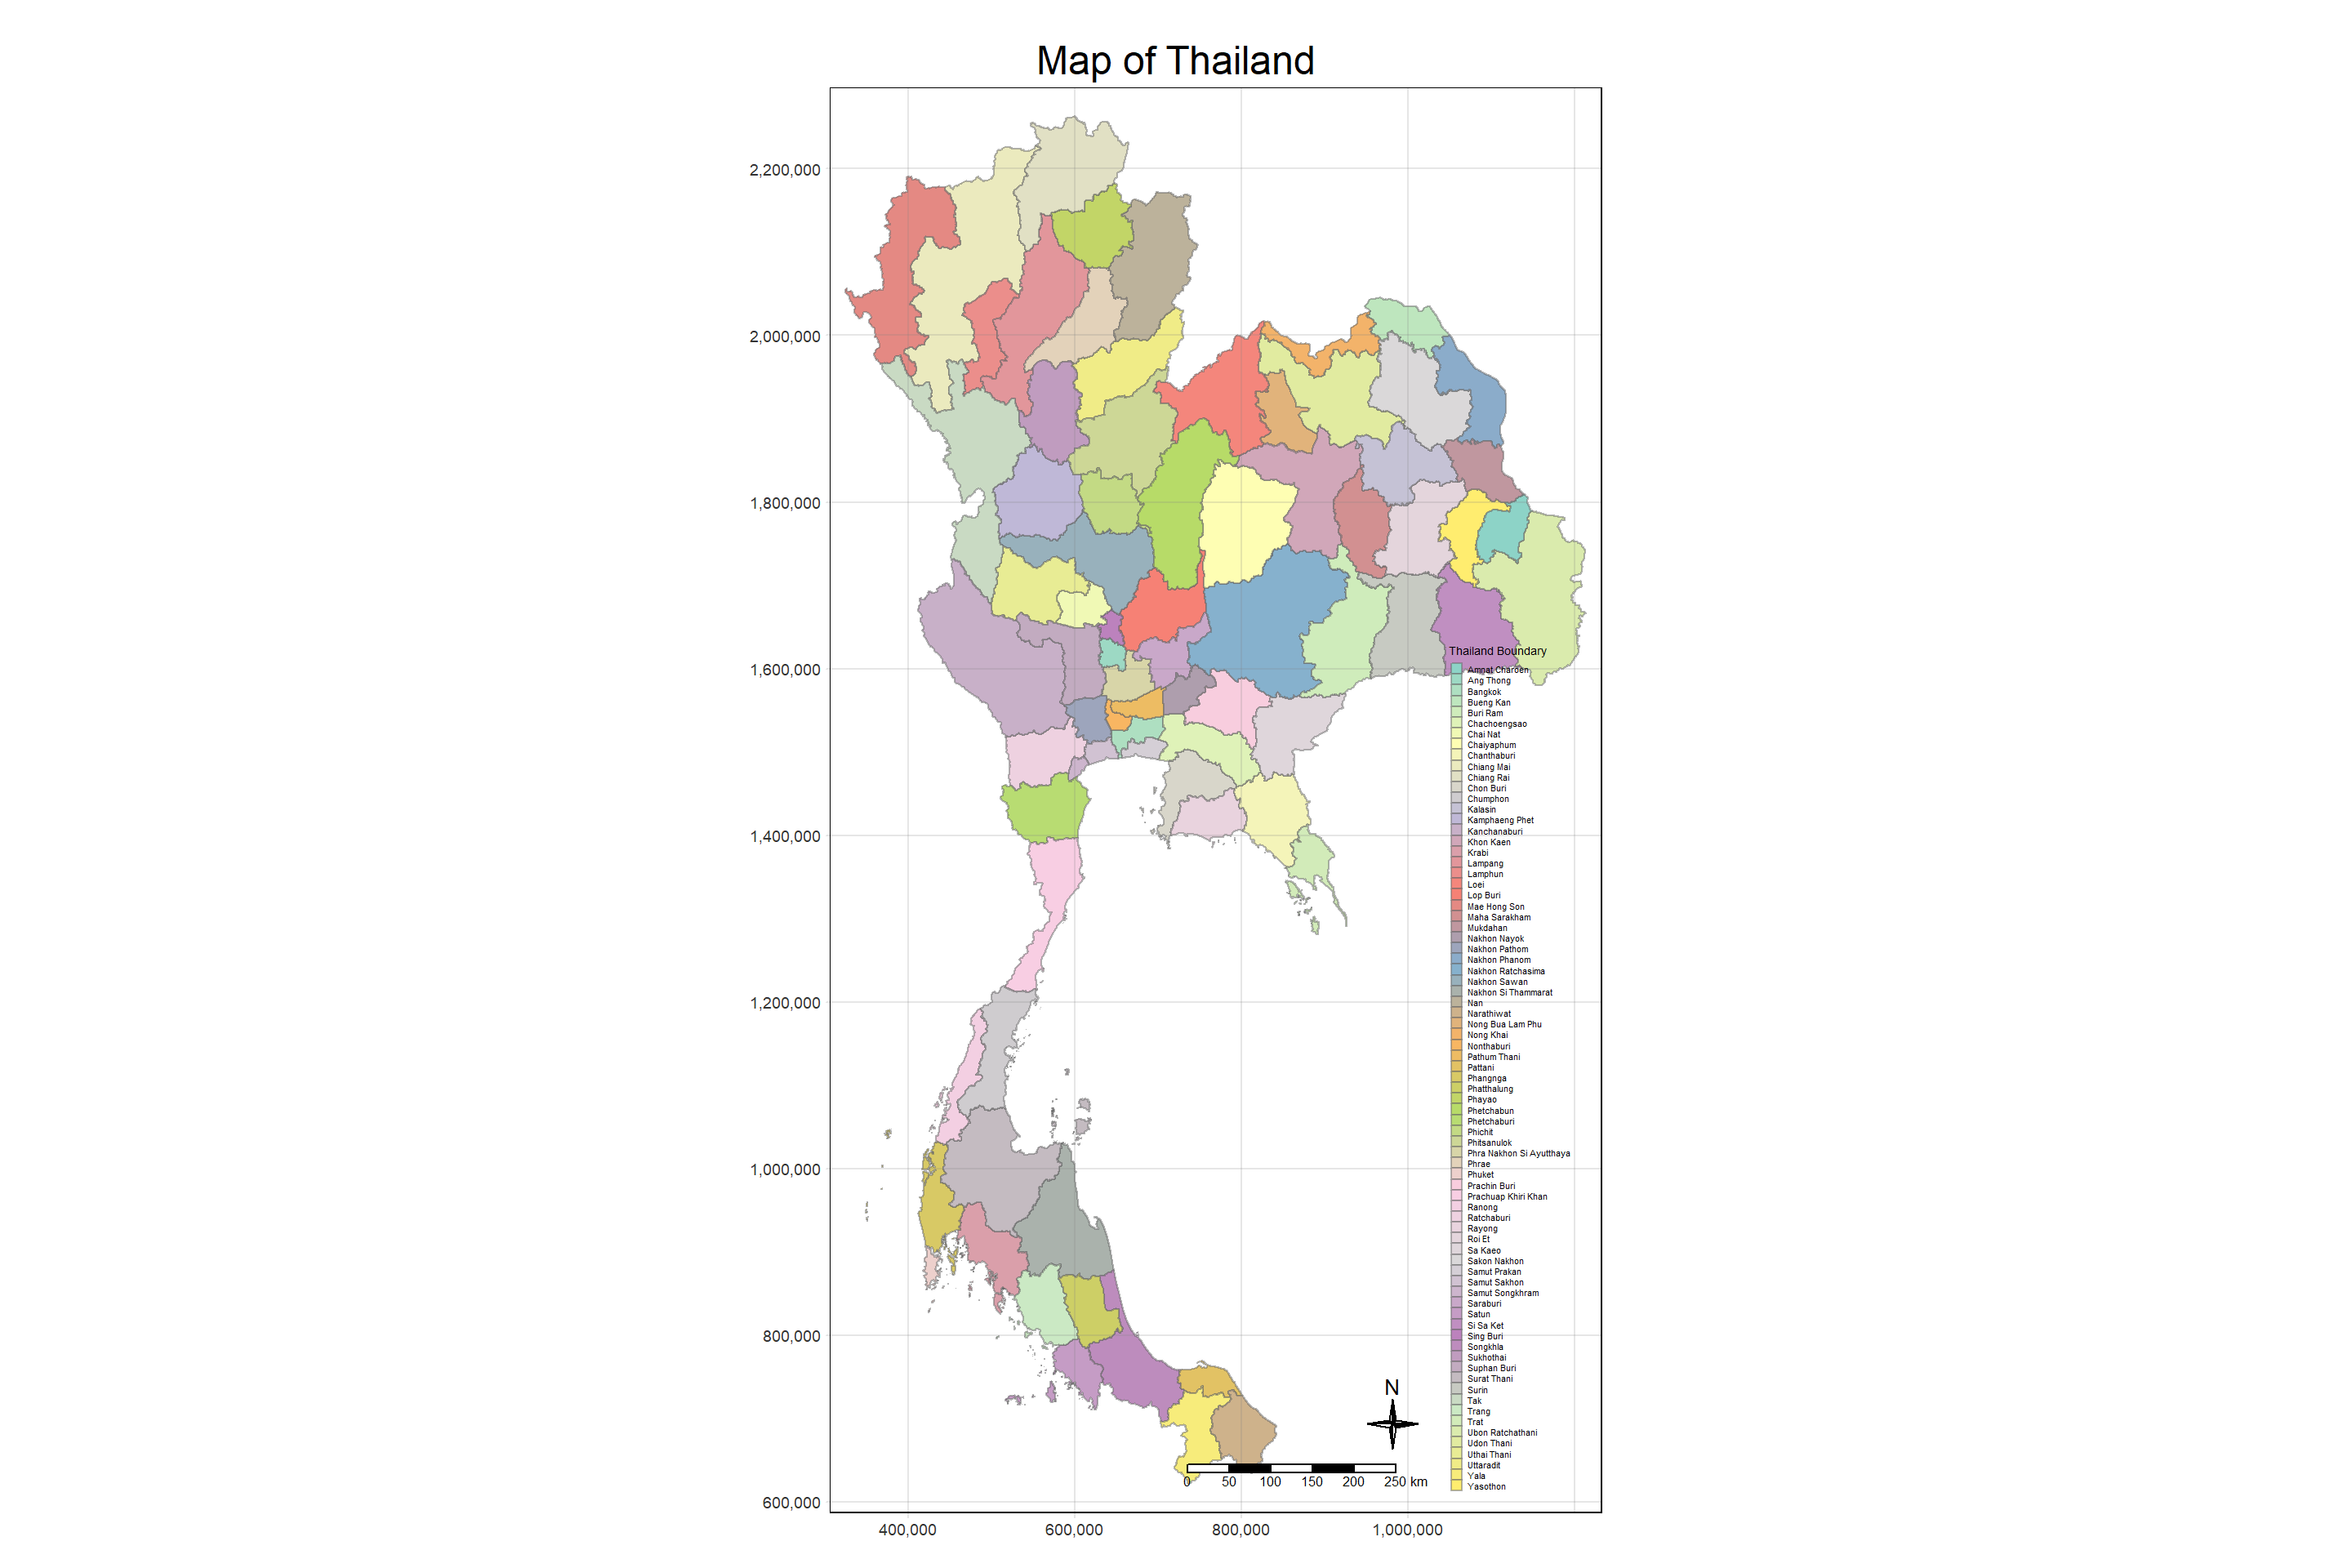 Map of Thailand
2,200,000
2,000,000
1,800,000
1,600,000
1,400,000
1,200,000
1,000,000
800,000
600,000
400,000
600,000
800,000
1,000,000
Thailand Boundary
Amnat Charoen
Ang Thong
Bangkok
Bueng Kan
Buri Ram
Chachoengsao
Chai Nat
Chaiyaphum
Chanthaburi
Chiang Mai
Chiang Rai
Chon Buri
Chumphon
Kalasin
Kamphaeng Phet
Kanchanaburi
Khon Kaen
Krabi
Lampang
Lamphun
Loei
Lop Buri
Mae Hong Son
Maha Sarakham
Mukdahan
Nakhon Nayok
Nakhon Pathom
Nakhon Phanom
Nakhon Ratchasima
Nakhon Sawan
Nakhon Si Thammarat
Nan
Narathiwat
Nong Bua Lam Phu
Nong Khai
Nonthaburi
Pathum Thani
Pattani
Phangnga
Phatthalung
Phayao
Phetchabun
Phetchaburi
Phichit
Phitsanulok
Phra Nakhon Si Ayutthaya
Phrae
Phuket
Prachin Buri
Prachuap Khiri Khan
Ranong
Ratchaburi
Rayong
Roi Et
Sa Kaeo
Sakon Nakhon
Samut Prakan
Samut Sakhon
Samut Songkhram
Saraburi
Satun
Si Sa Ket
Sing Buri
Songkhla
Sukhothai
Suphan Buri
Surat Thani
Surin
Tak
Trang
Trat
Ubon Ratchathani
Udon Thani
Uthai Thani
Uttaradit
Yala
Yasothon
N
0 50 100 150 200 250 km